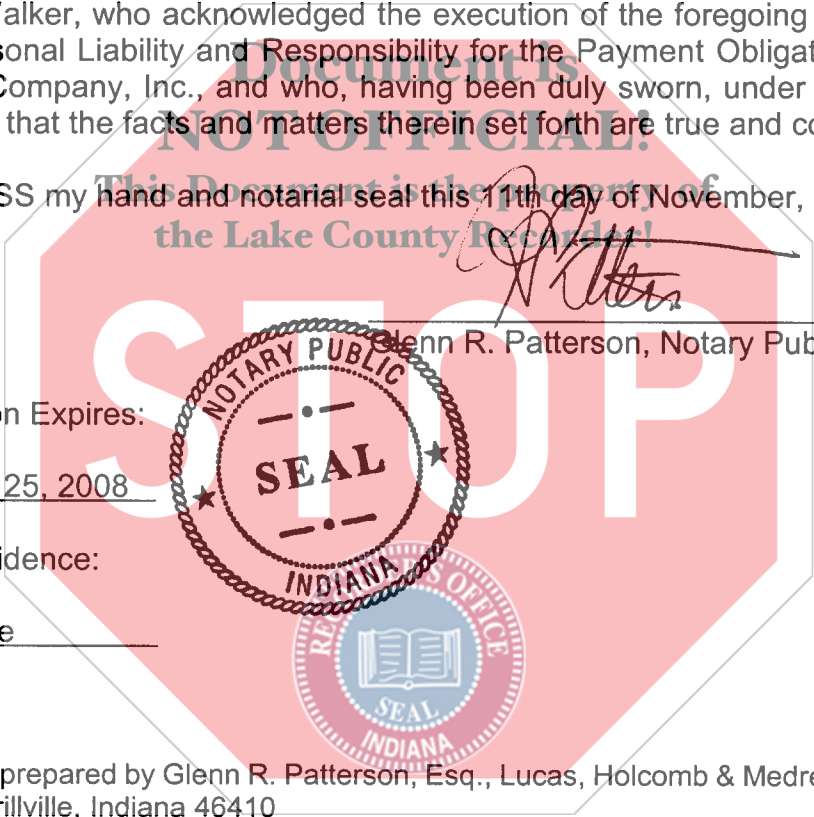 alker, who acknowledged the execution of the foregoing
sonal Liability and Responsibility for the Payment Obligat
Document is
Company, Inc., and who, having been duly sworn, under
NOT OFFICIAL!
that the facts and matters therein set forth are true and co
This Document is the property of
SS my hand and notarial seal this 11th day of November,
the Lake County Recorder!
Glenn R. Patterson, Notary Pub
STOP
NOTARY PUBLIC
SEAL
INDIANA
on Expires:
25, 2008
idence:
e
RECORDER'S OFFICE
SEAL
INDIANA
prepared by Glenn R. Patterson, Esq., Lucas, Holcomb & Medre
rillville, Indiana 46410